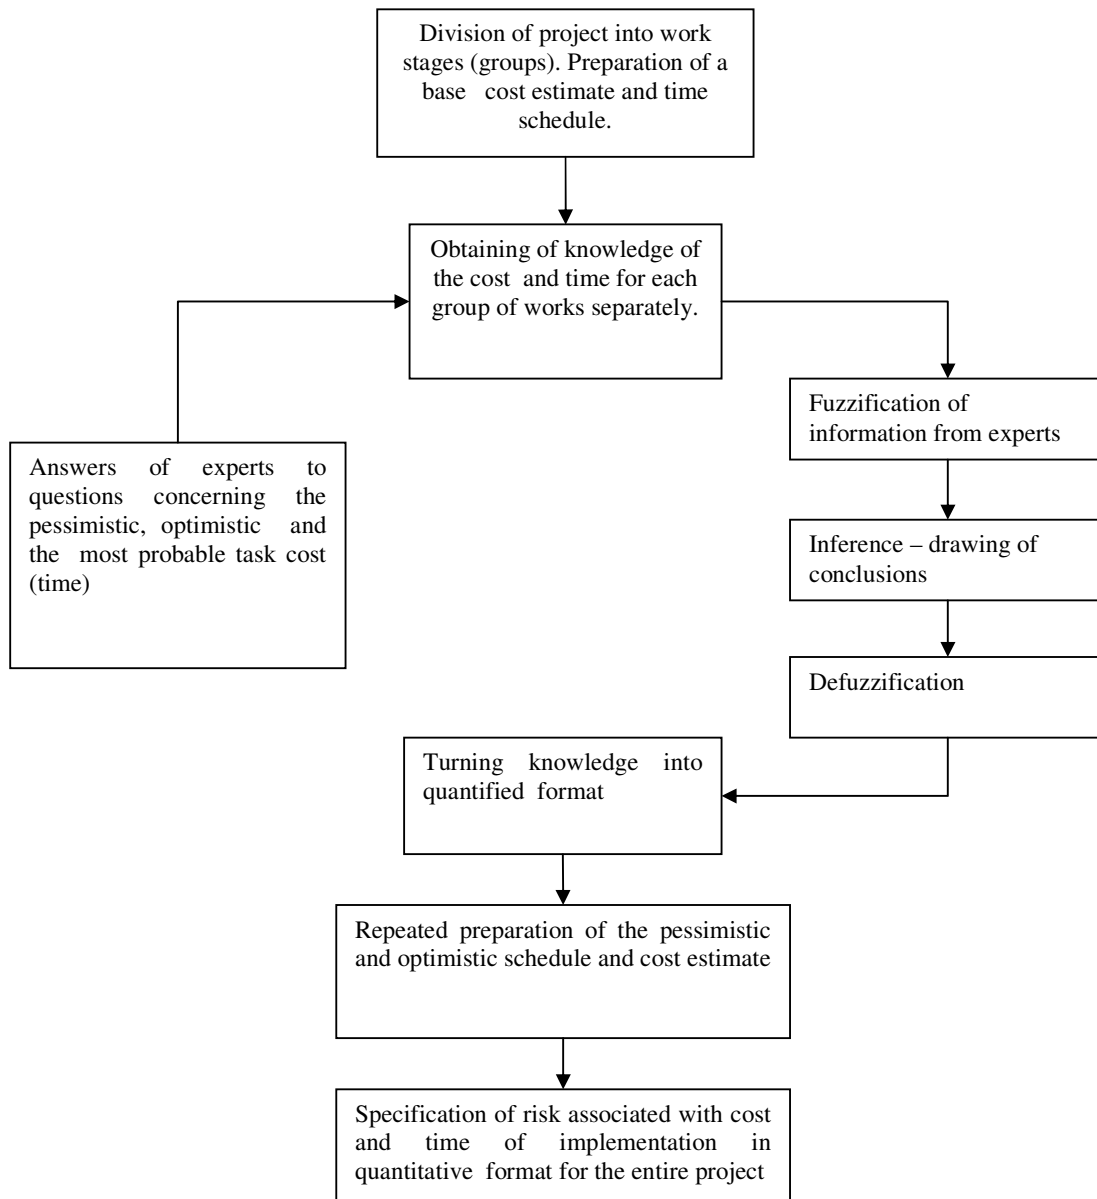 Division of project into work
stages (groups). Preparation of a
base cost estimate and time
schedule.
Obtaining of knowledge of
the cost and time for each
group of works separately.
Fuzzification of
information from experts
Answers of experts to
questions concerning the
pessimistic, optimistic and
the most probable task cost
(time)
Inference – drawing of
conclusions
Defuzzification
Turning knowledge into
quantified format
Repeated preparation of the pessimistic
and optimistic schedule and cost estimate
Specification of risk associated with cost
and time of implementation in
quantitative format for the entire project